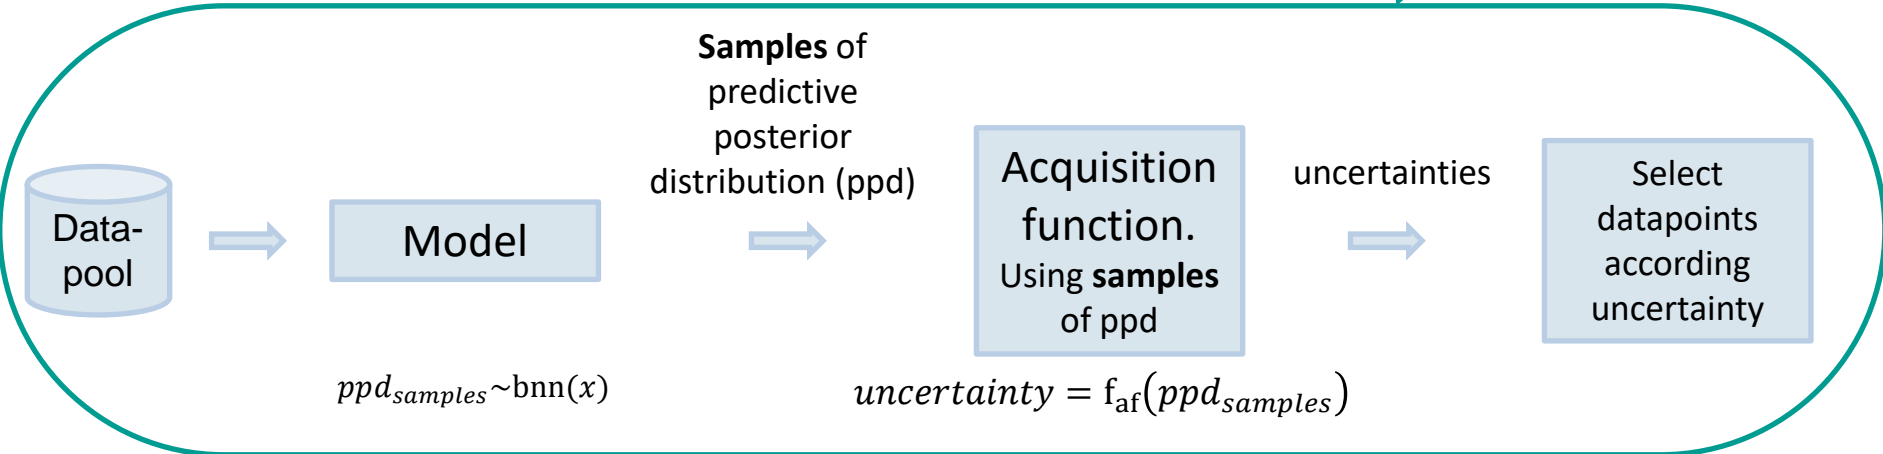 Data-
pool
Model
ppd_samples~bnn(x)
Samples of
predictive
posterior
distribution (ppd)
Acquisition
function.
Using samples
of ppd
uncertainty = f_af(ppd_samples)
uncertainties
Select
datapoints
according
uncertainty